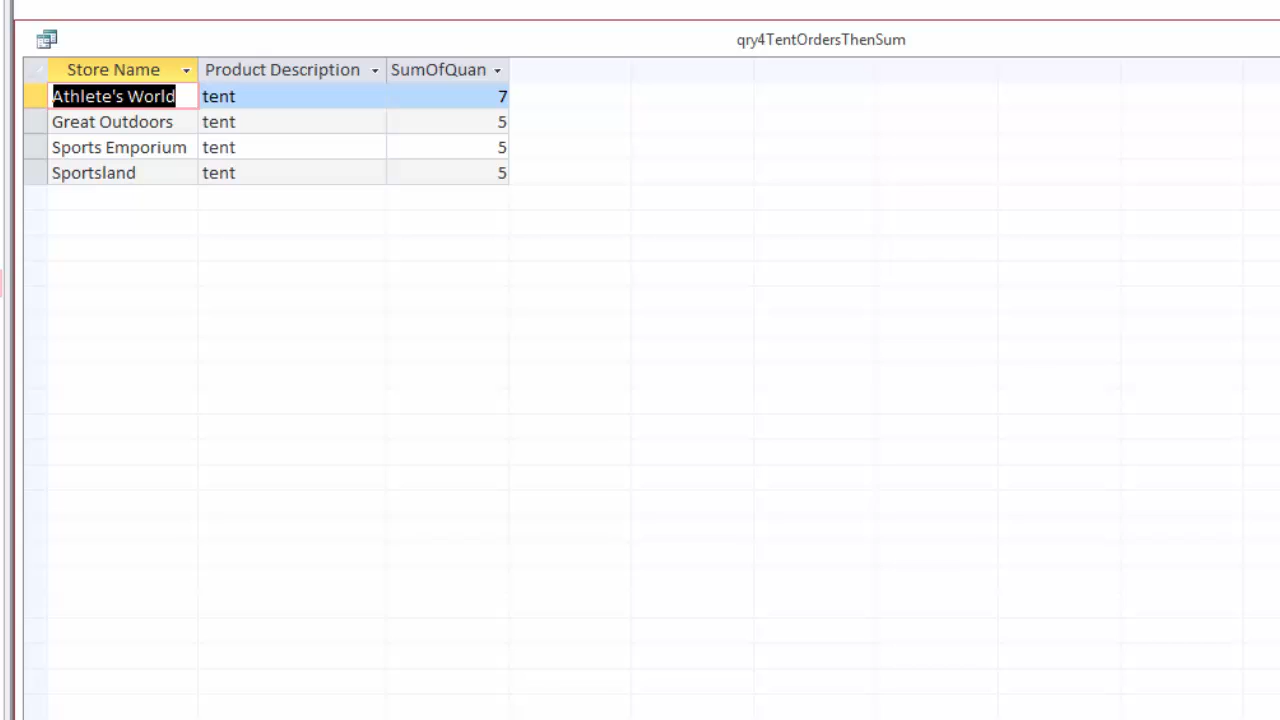 qry4TentOrdersThenSum
Store Name Product Description SumOfQuan
Athlete's World tent 7
Great Outdoors tent 5
Sports Emporium tent 5
Sportsland tent 5